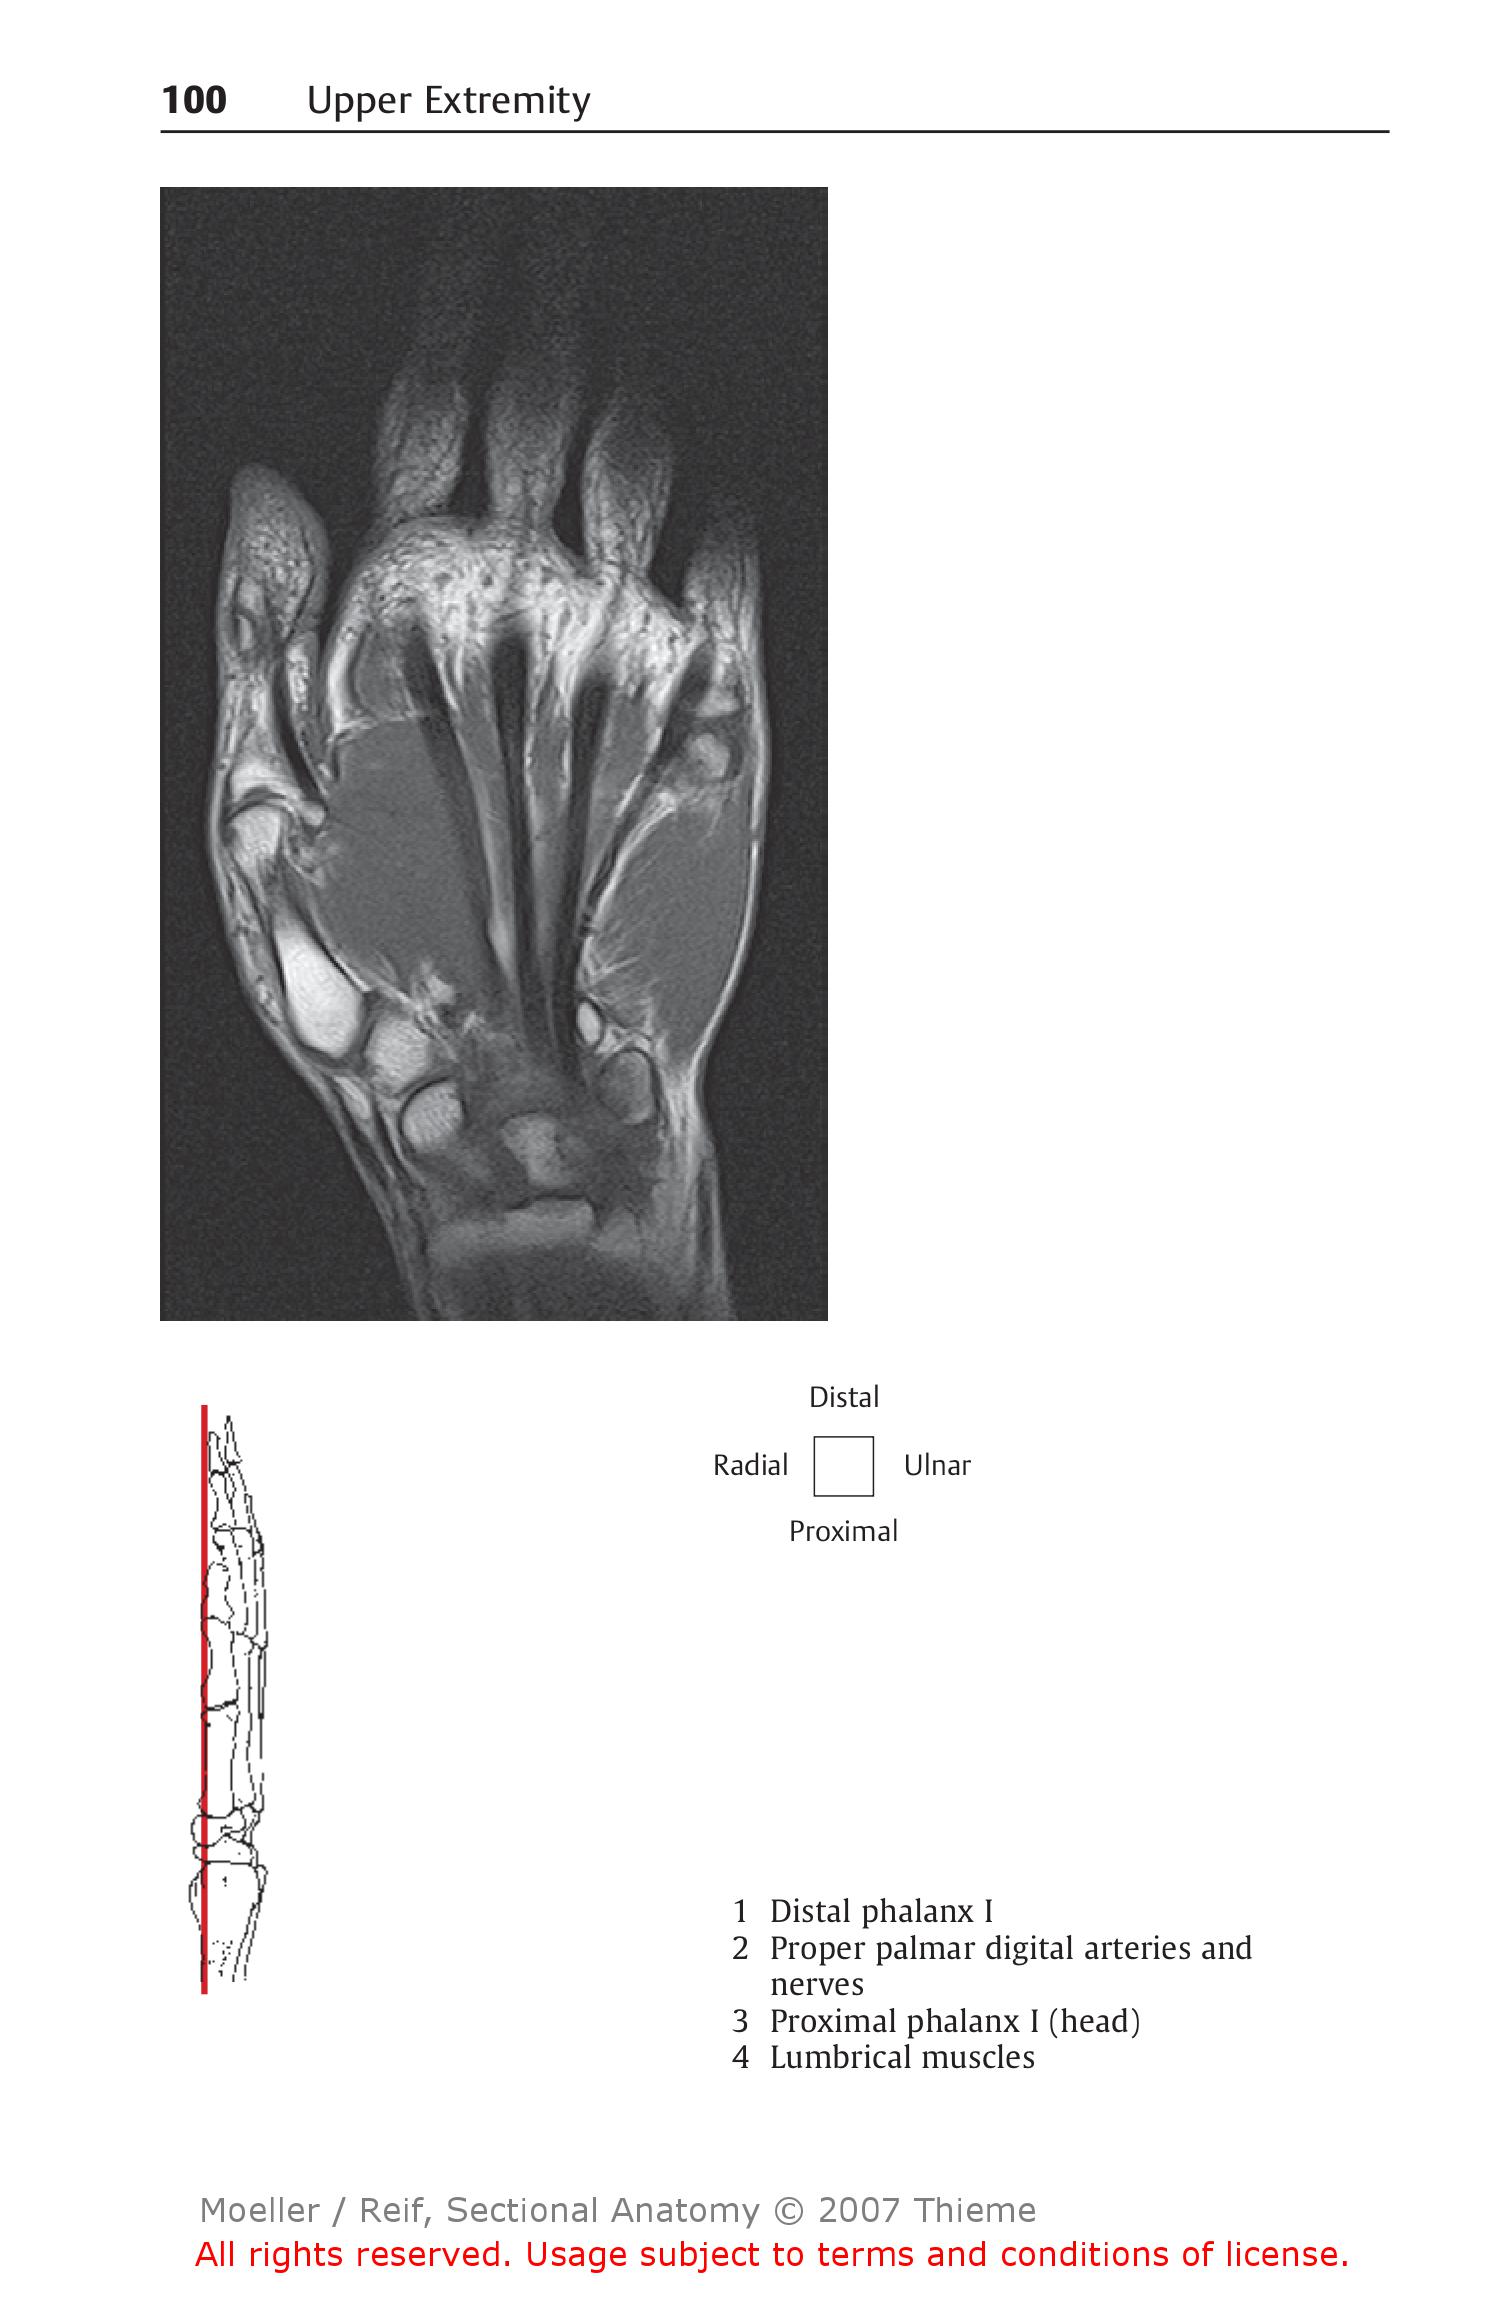 100 Upper Extremity
Distal
Radial Ulnar
Proximal
1 Distal phalanx I
2 Proper palmar digital arteries and
nerves
3 Proximal phalanx I (head)
4 Lumbrical muscles
Moeller / Reif, Sectional Anatomy © 2007 Thieme
All rights reserved. Usage subject to terms and conditions of license.